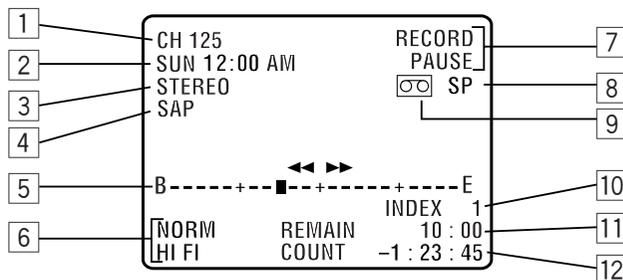 1 CH 125 RECORD 7
2 SUN 12:00 AM PAUSE
3 STEREO SP 8
4 SAP 9
◄◄ ►►
5 B - - - - - + - - - ■ - - + - - - - - + - - - - E
INDEX 1 10
6 NORM REMAIN 10 : 00 11
HI FI COUNT –1 : 23 : 45 12